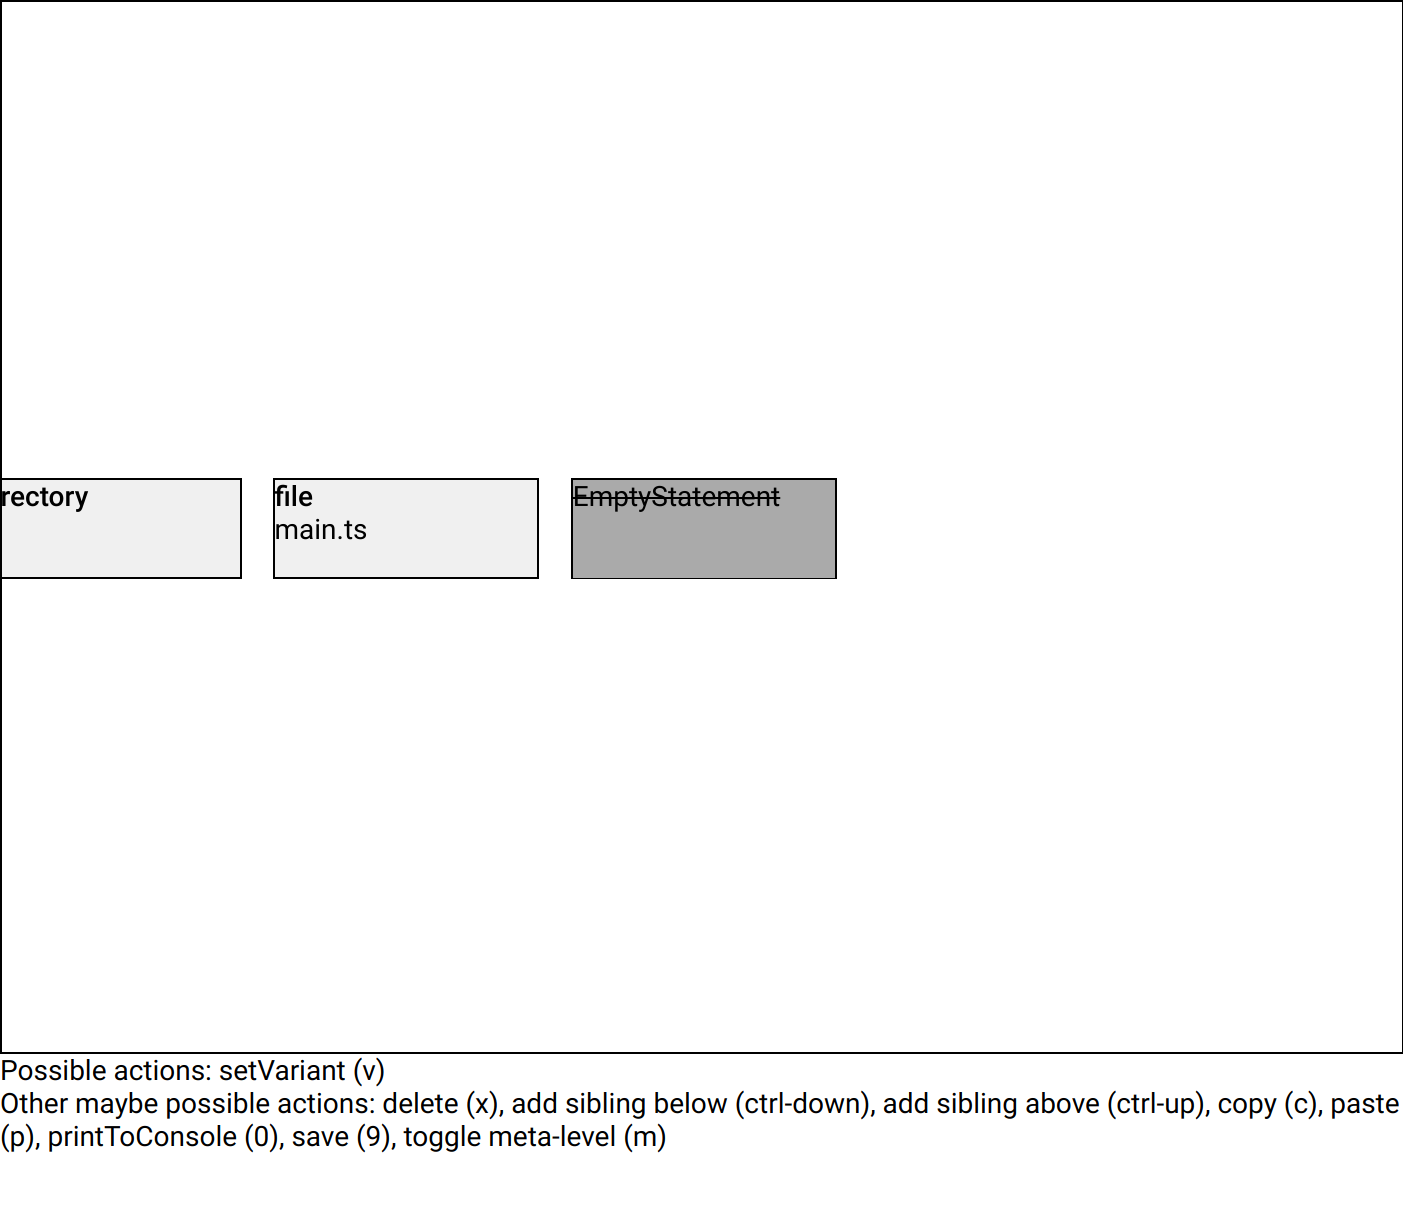 rectory
file
main.ts
EmptyStatement
Possible actions: setVariant (v)
Other maybe possible actions: delete (x), add sibling below (ctrl-down), add sibling above (ctrl-up), copy (c), paste
(p), printToConsole (0), save (9), toggle meta-level (m)